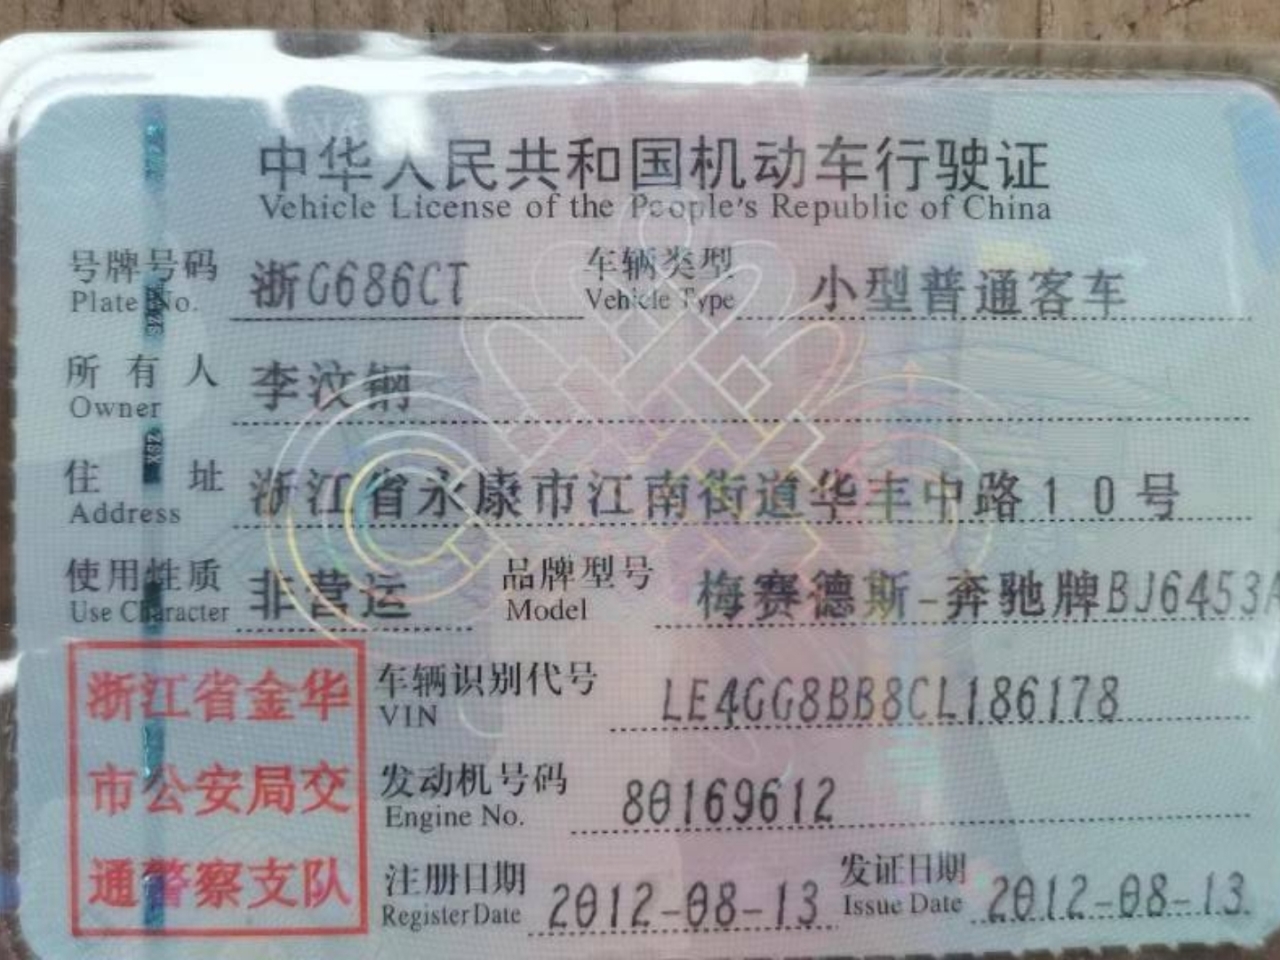 中华人民共和国机动车行驶证
Vehicle License of the People's Republic of China
号牌号码 浙G686CT 车辆类型 小型普通客车
Plate No. Vehicle Type
所有人 李汶钢
Owner
住址 浙江省永康市江南街道华丰中路10号
Address
使用性质 非营运 品牌型号 梅赛德斯-奔驰牌BJ6453A
Use Character Model
浙江省金华
市公安局交
通警察支队
车辆识别代号 LE4GG8BB8CL186178
VIN
发动机号码 80169612
Engine No.
注册日期 2012-08-13 发证日期 2012-08-13
Register Date Issue Date